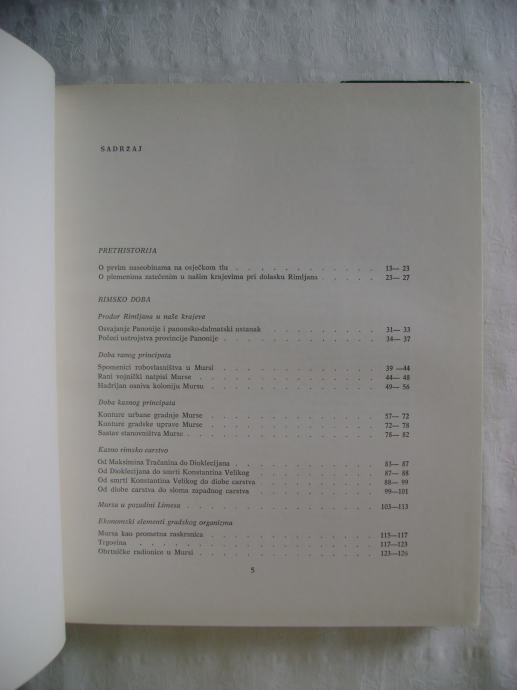 SADRŽAJ
PRETHISTORIJA
O prvim naseobinama na osječkom tlu . . . . . . . . . . . 13— 23
O plemenima zatečenim u našim krajevima pri dolasku Rimljana . . . . 23— 27
RIMSKO DOBA
Prodor Rimljana u naše krajeve
Osvajanje Panonije i panonsko-dalmatski ustanak . . . . . . . . 31— 33
Počeci ustrojstva provincije Panonije . . . . . . . . . . . . 34— 37
Doba ranog principata
Spomenici robovlasništva u Mursi . . . . . . . . . . . . 39 —44
Rani vojnički natpisi Murse . . . . . . . . . . . . . . 44— 48
Hadrijan osniva koloniju Mursu . . . . . . . . . . . . . 49— 56
Doba kasnog principata
Konture urbane gradnje Murse . . . . . . . . . . . . . 57— 72
Konture gradske uprave Murse . . . . . . . . . . . . . 72— 78
Sastav stanovništva Murse . . . . . . . . . . . . . . . 78— 82
Kasno rimsko carstvo
Od Maksimina Tračanina do Dioklecijana . . . . . . . . . . 83— 87
Od Dioklecijana do smrti Konstantina Velikog . . . . . . . . . 87— 88
Od smrti Konstantina Velikog do diobe carstva . . . . . . . . 88— 99
Od diobe carstva do sloma zapadnog carstva . . . . . . . . . 99—101
Mursa u pozadini Limesa . . . . . . . . . . . . . . . 103—113
Ekonomski elementi gradskog organizma
Mursa kao prometna raskrsnica . . . . . . . . . . . . . 115—117
Trgovina . . . . . . . . . . . . . . . . . . . 117—123
Obrtničke radionice u Mursi . . . . . . . . . . . . . . 123—126
5